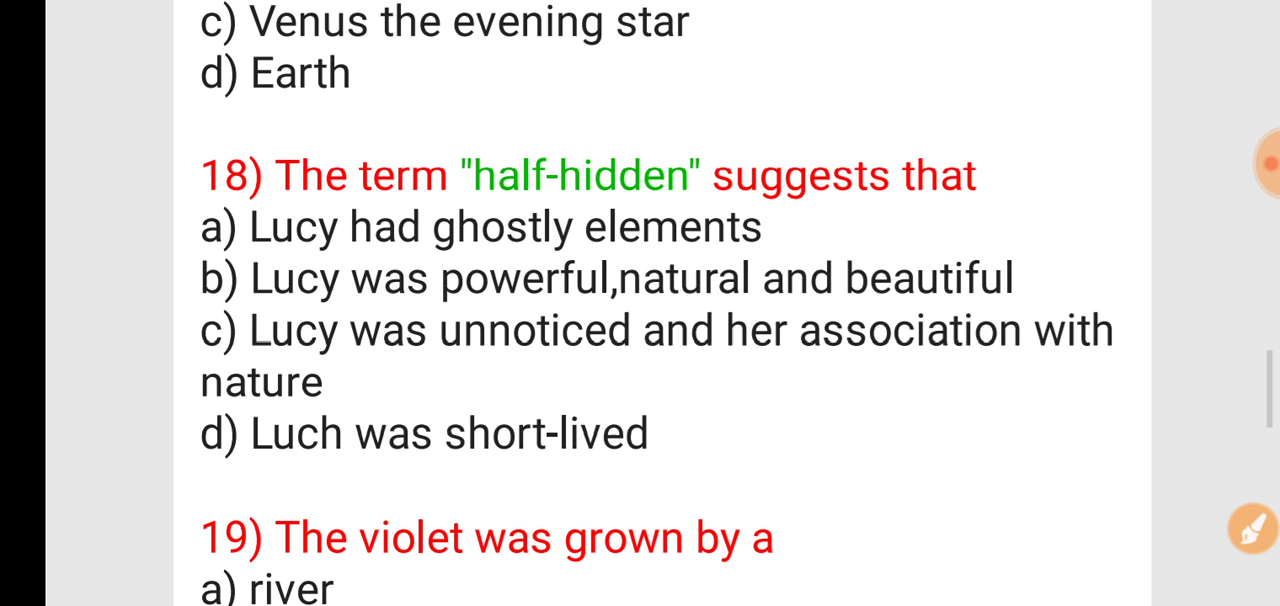 c) Venus the evening star
d) Earth
18) The term "half-hidden" suggests that
a) Lucy had ghostly elements
b) Lucy was powerful,natural and beautiful
c) Lucy was unnoticed and her association with
nature
d) Luch was short-lived
19) The violet was grown by a
a) river